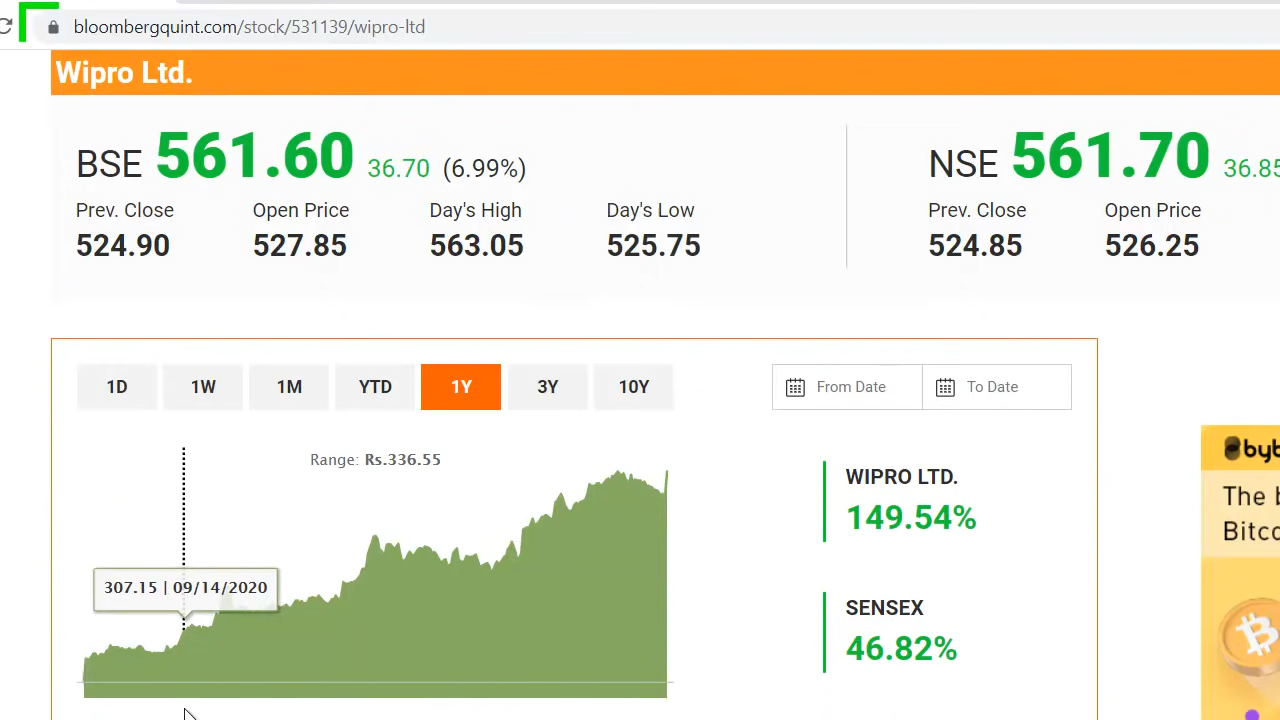 bloombergquint.com/stock/531139/wipro-ltd
Wipro Ltd.
BSE 561.60 36.70 (6.99%)
Prev. Close Open Price Day's High Day's Low
524.90 527.85 563.05 525.75
NSE 561.70 36.85
Prev. Close Open Price
524.85 526.25
1D 1W 1M YTD 1Y 3Y 10Y
From Date To Date
Range: Rs.336.55
307.15 | 09/14/2020
WIPRO LTD.
149.54%
SENSEX
46.82%
The